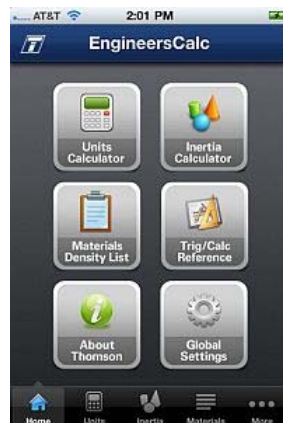 AT&T 2:01 PM
EngineersCalc
Units Inertia
Calculator Calculator
Materials Trig/Calc
Density List Reference
About Global
Thomson Settings
Home Units Inertia Materials More